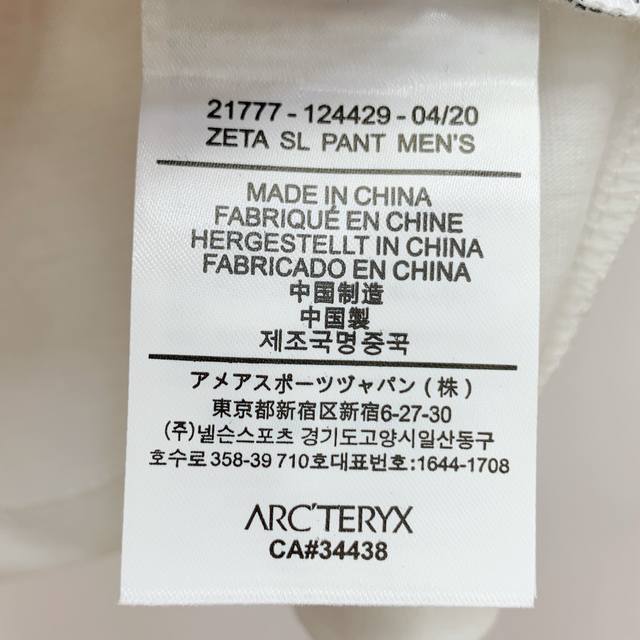 21777 - 124429 - 04/20
ZETA SL PANT MEN'S
MADE IN CHINA
FABRIQUÉ EN CHINE
HERGESTELLT IN CHINA
FABRICADO EN CHINA
中国制造
中国製
제조국명중국
アメアスポーツヅャパン (株)
東京都新宿区新宿6-27-30
(주)넬슨스포츠 경기도고양시일산동구
호수로 358-39 710호대표번호:1644-1708
ARC'TERYX
CA#34438